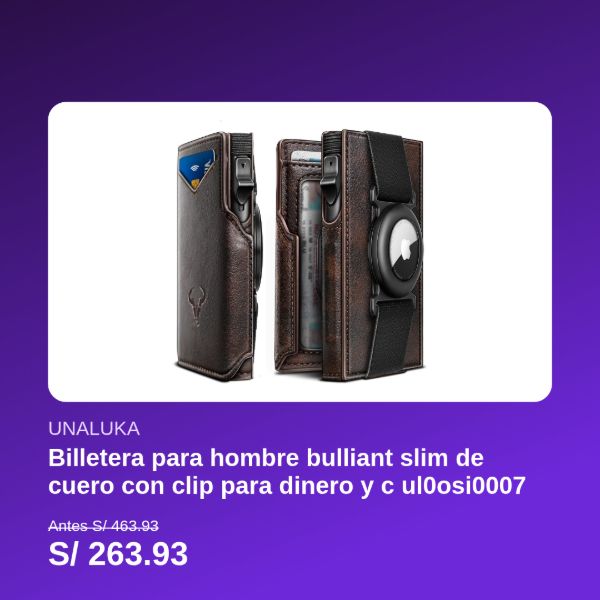 UNALUKA
Billetera para hombre bulliant slim de
cuero con clip para dinero y c ul0osi0007
Antes S/ 463.93
S/ 263.93